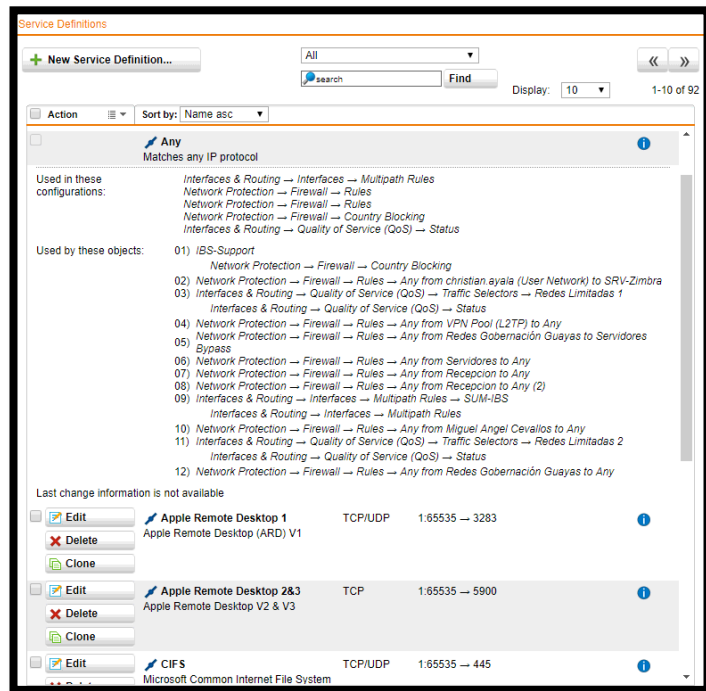 Service Definitions
New Service Definition...
All
search
Find
Display: 10
1-10 of 92
Action
Sort by: Name asc
Any
Matches any IP protocol
Used in these configurations:
Interfaces & Routing → Interfaces → Multipath Rules
Network Protection → Firewall → Rules
Network Protection → Firewall → Rules
Network Protection → Firewall → Country Blocking
Interfaces & Routing → Quality of Service (QoS) → Status
Used by these objects:
01) IBS-Support
Network Protection → Firewall → Country Blocking
02) Network Protection → Firewall → Rules → Any from christian.ayala (User Network) to SRV-Zimbra
03) Interfaces & Routing → Quality of Service (QoS) → Traffic Selectors → Redes Limitadas 1
Interfaces & Routing → Quality of Service (QoS) → Status
04) Network Protection → Firewall → Rules → Any from VPN Pool (L2TP) to Any
05) Network Protection → Firewall → Rules → Any from Redes Gobernación Guayas to Servidores
Bypass
06) Network Protection → Firewall → Rules → Any from Servidores to Any
07) Network Protection → Firewall → Rules → Any from Recepcion to Any
08) Network Protection → Firewall → Rules → Any from Recepcion to Any (2)
09) Interfaces & Routing → Interfaces → Multipath Rules → SUM-IBS
Interfaces & Routing → Interfaces → Multipath Rules
10) Network Protection → Firewall → Rules → Any from Miguel Angel Cevallos to Any
11) Interfaces & Routing → Quality of Service (QoS) → Traffic Selectors → Redes Limitadas 2
Interfaces & Routing → Quality of Service (QoS) → Status
12) Network Protection → Firewall → Rules → Any from Redes Gobernación Guayas to Any
Last change information is not available
Edit
Apple Remote Desktop 1 TCP/UDP 1:65535 → 3283
Delete
Apple Remote Desktop (ARD) V1
Clone
Edit
Apple Remote Desktop 2&3 TCP 1:65535 → 5900
Delete
Apple Remote Desktop V2 & V3
Clone
Edit
CIFS TCP/UDP 1:65535 → 445
Microsoft Common Internet File System